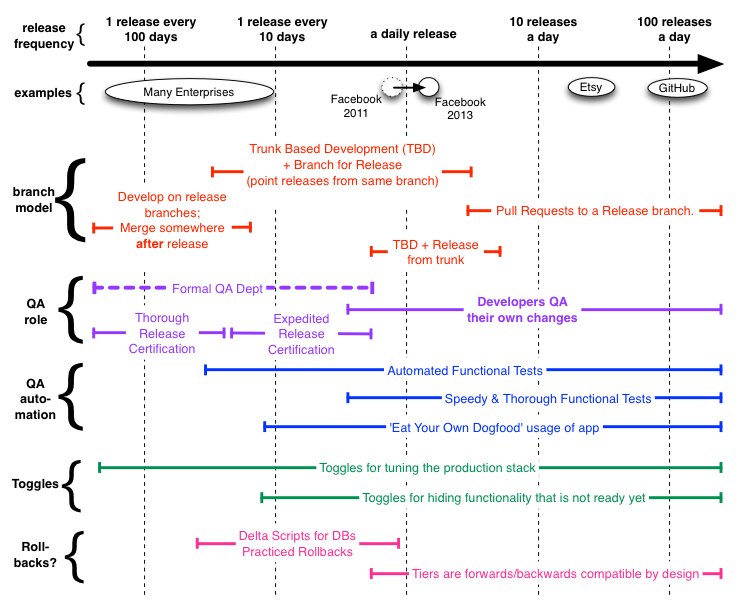 release
frequency
1 release every
100 days
1 release every
10 days
a daily release
10 releases
a day
100 releases
a day
examples
Many Enterprises
Facebook
2011
Facebook
2013
Etsy
GitHub
branch
model
Trunk Based Development (TBD)
+ Branch for Release
(point releases from same branch)
Develop on release
branches;
Merge somewhere
after release
Pull Requests to a Release branch.
TBD + Release
from trunk
QA
role
Formal QA Dept
Developers QA
their own changes
Thorough
Release
Certification
Expedited
Release
Certification
QA
auto-
mation
Automated Functional Tests
Speedy & Thorough Functional Tests
'Eat Your Own Dogfood' usage of app
Toggles
Toggles for tuning the production stack
Toggles for hiding functionality that is not ready yet
Roll-
backs?
Delta Scripts for DBs
Practiced Rollbacks
Tiers are forwards/backwards compatible by design